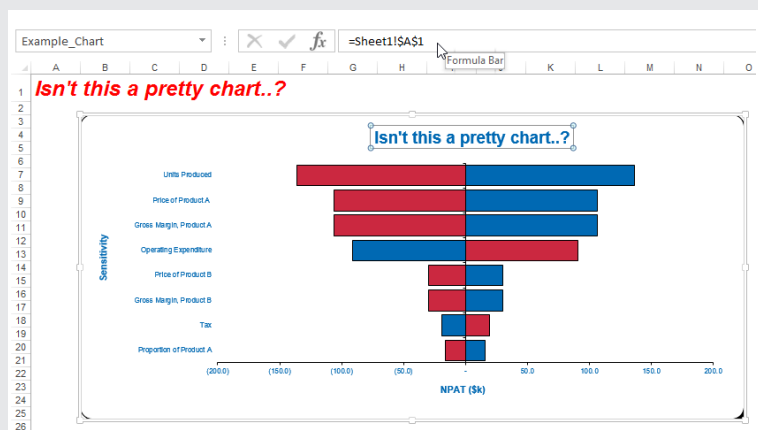 Example_Chart
fx
=Sheet1!$A$1
Formula Bar
A B C D E F G H K L M N O
1 Isn't this a pretty chart..?
2
3
4 Isn't this a pretty chart..?
5
6
7 Units Produced
8
9 Price of Product A
10
11 Gross Margin, Product A
12
13 Operating Expenditure
14
15 Price of Product B
16
17 Gross Margin, Product B
18
Tax
19
20
21 Proportion of Product A
22 (200.0) (150.0) (100.0) (50.0) - 50.0 100.0 150.0 200.0
23
NPAT ($k)
24
25
26
Sensitivity